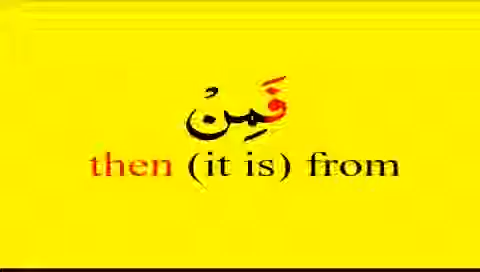 فَمِنْ
then (it is) from